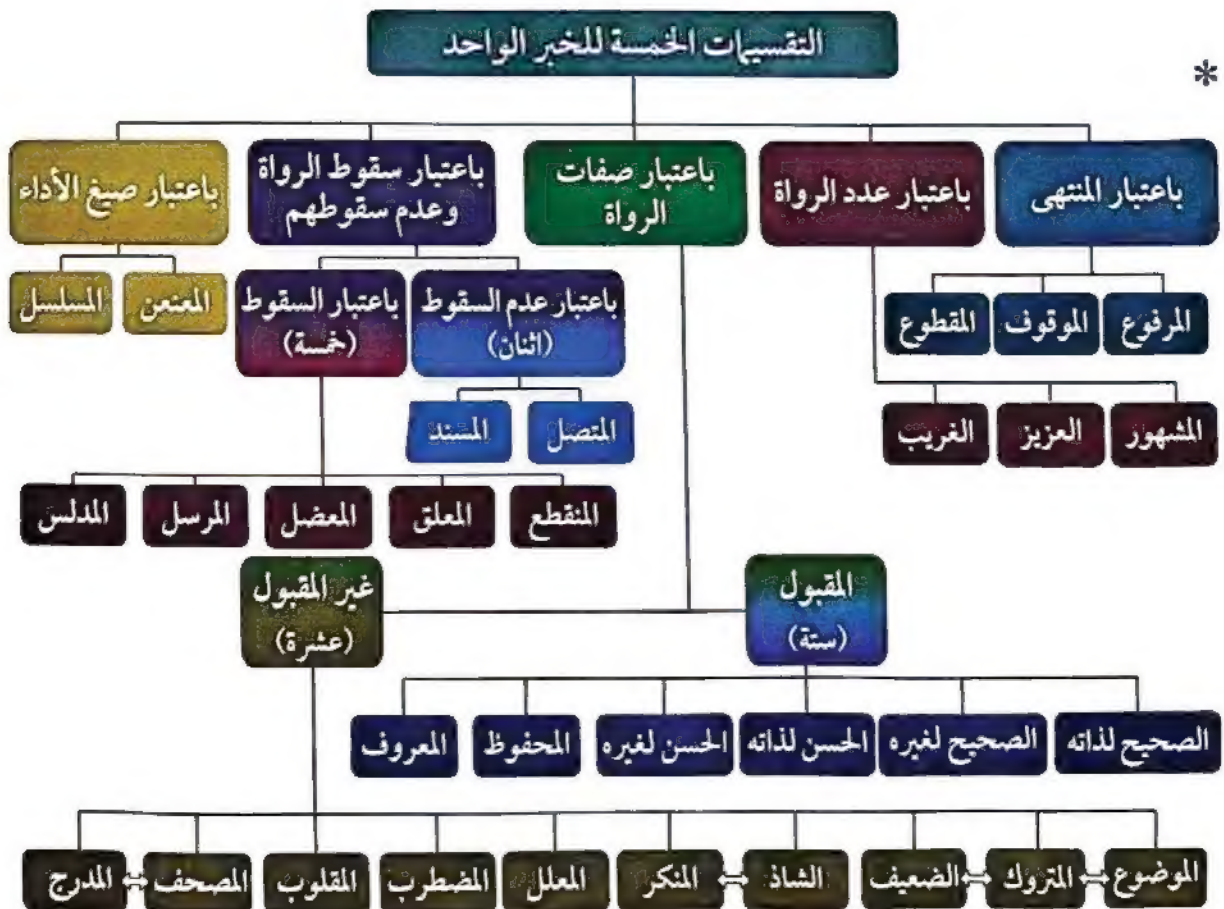 التقسيمات الخمسة للخبر الواحد
*
باعتبار المنتهى
باعتبار عدد الرواة
باعتبار صفات
الرواة
باعتبار سقوط الرواة
وعدم سقوطهم
باعتبار صيغ الأداء
المرفوع
الموقوف
المقطوع
المشهور
العزيز
الغريب
باعتبار عدم السقوط
(اثنان)
باعتبار السقوط
(خمسة)
المعنعن
المسلسل
المتصل
المسند
المنقطع
المعلق
المعضل
المرسل
المدلس
المقبول
(ستة)
غير المقبول
(عشرة)
الصحيح لذاته
الصحيح لغيره
الحسن لذاته
الحسن لغيره
المحفوظ
المعروف
الموضوع
المتروك
الضعيف
الشاذ
المنكر
المعلل
المضطرب
المقلوب
المصحف
المدرج